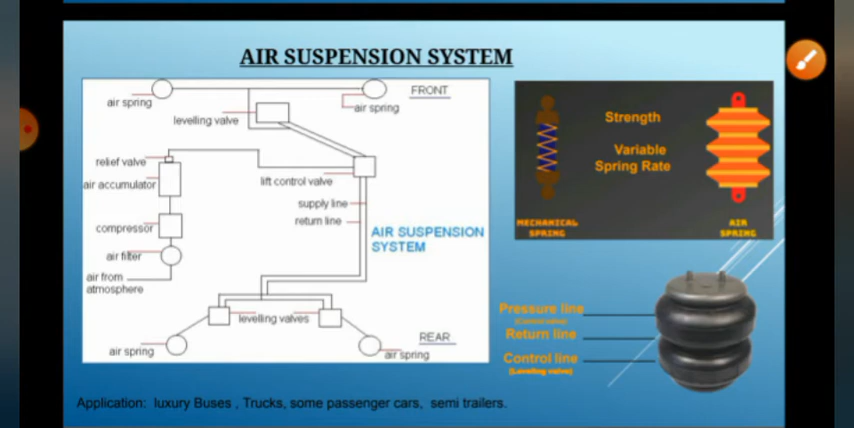 AIR SUSPENSION SYSTEM
air spring
FRONT
air spring
levelling valve
relief valve
air accumulator
lift control valve
supply line
return line
compressor
AIR SUSPENSION
SYSTEM
air filter
air from
atmosphere
levelling valves
REAR
air spring
air spring
Strength
Variable
Spring Rate
MECHANICAL
SPRING
AIR
SPRING
Pressure line
Return line
Control line
(Leveling valve)
Application: luxury Buses , Trucks, some passenger cars, semi trailers.